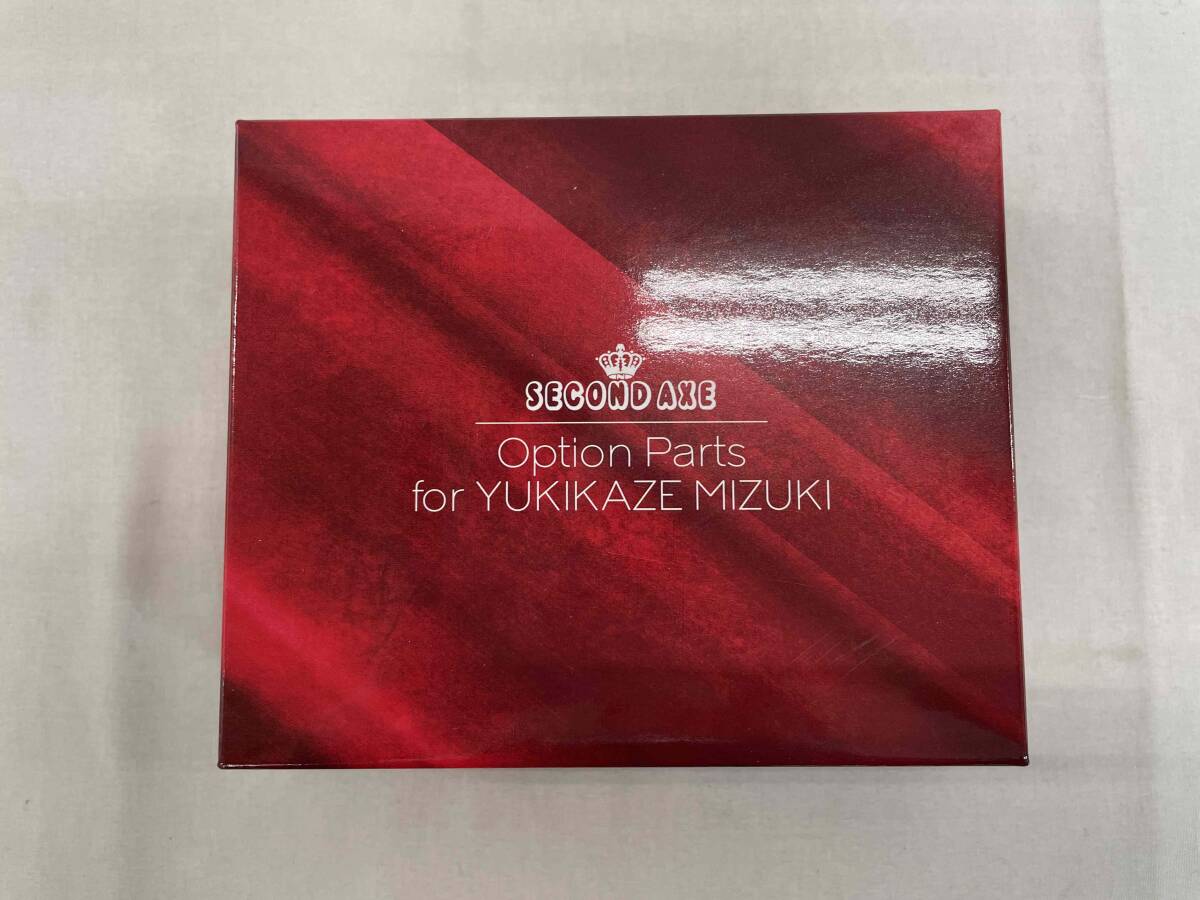 SECOND AXE
Option Parts
for YUKIKAZE MIZUKI